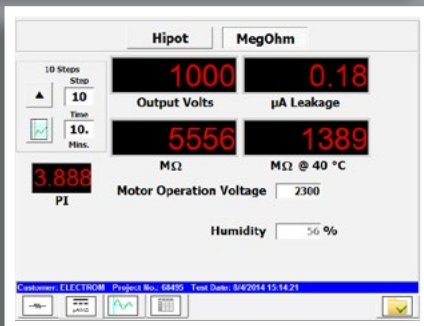 Hipot MegOhm
10 Steps
Step
10
Time
10.
Mins.
1000 0.18
Output Volts µA Leakage
5556 1389
MΩ MΩ @ 40 °C
3.888
PI
Motor Operation Voltage 2300
Humidity 56 %
Customer: ELECTROM Project No.: 68495 Test Date: 8/4/2014 15:14:21